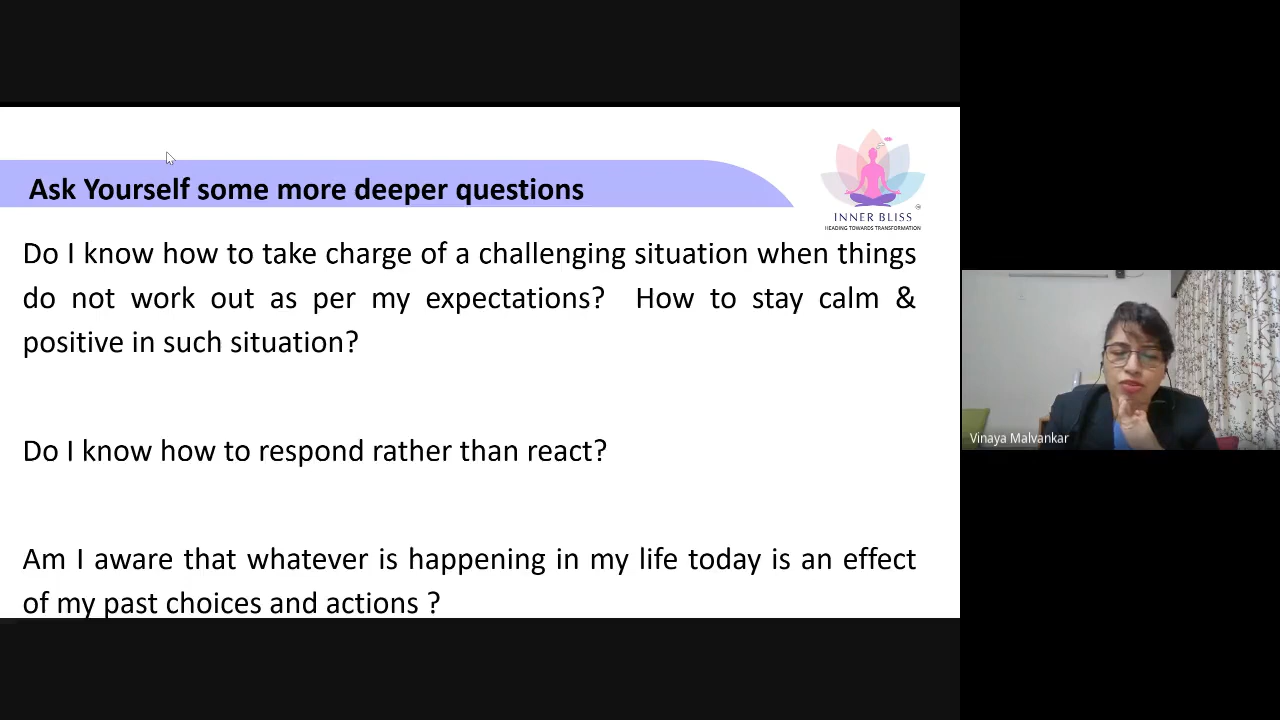 Ask Yourself some more deeper questions
INNER BLISS
HEADING TOWARDS TRANSFORMATION
Do I know how to take charge of a challenging situation when things
do not work out as per my expectations? How to stay calm &
positive in such situation?
Do I know how to respond rather than react?
Am I aware that whatever is happening in my life today is an effect
of my past choices and actions ?
Vinaya Malvankar